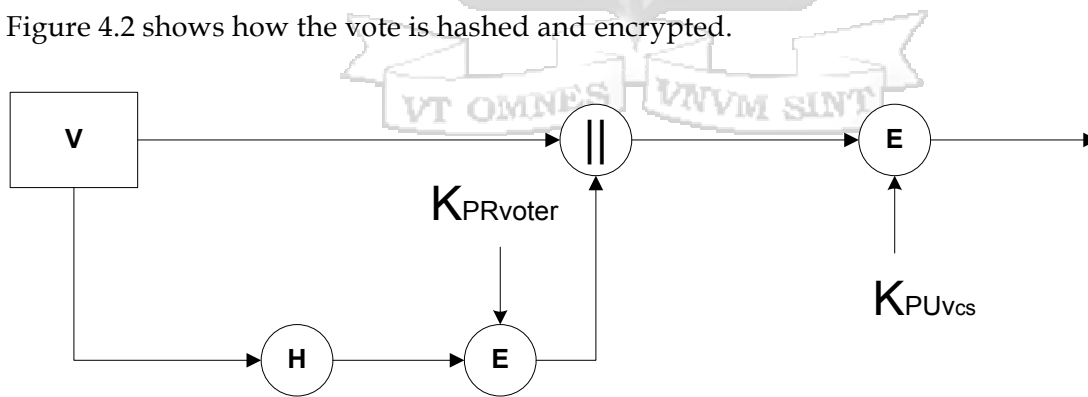 Figure 4.2 shows how the vote is hashed and encrypted.
VT OMNES VNVM SINT
V
||
E
KPRvoter
KPUvcs
H
E